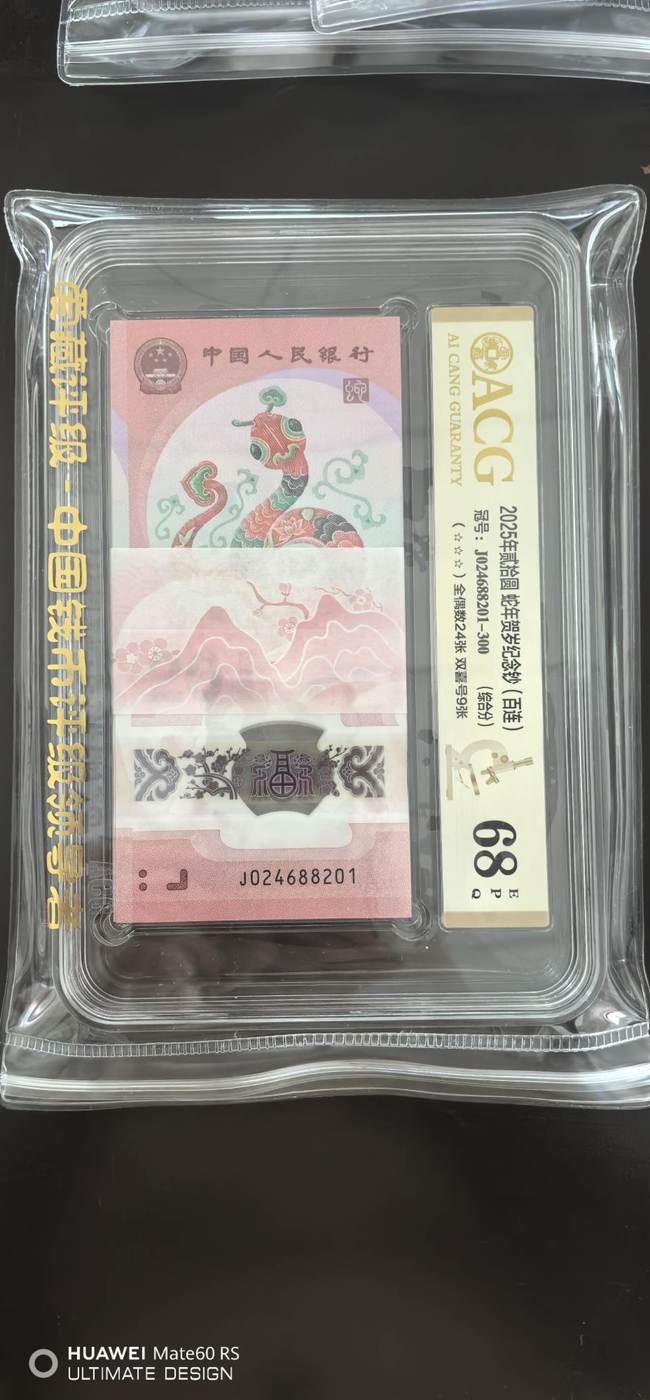 中国人民银行
J024688201
ACG
AI CANG GUARANTY
2025年贰拾圆 蛇年贺岁纪念钞（百连）
冠号：J024688201-300 （综合分）
（☆☆☆）全偶数24张 双喜号9张
68
E
P
Q
藏评级-中国钱币评级领导者
HUAWEI Mate60 RS
ULTIMATE DESIGN